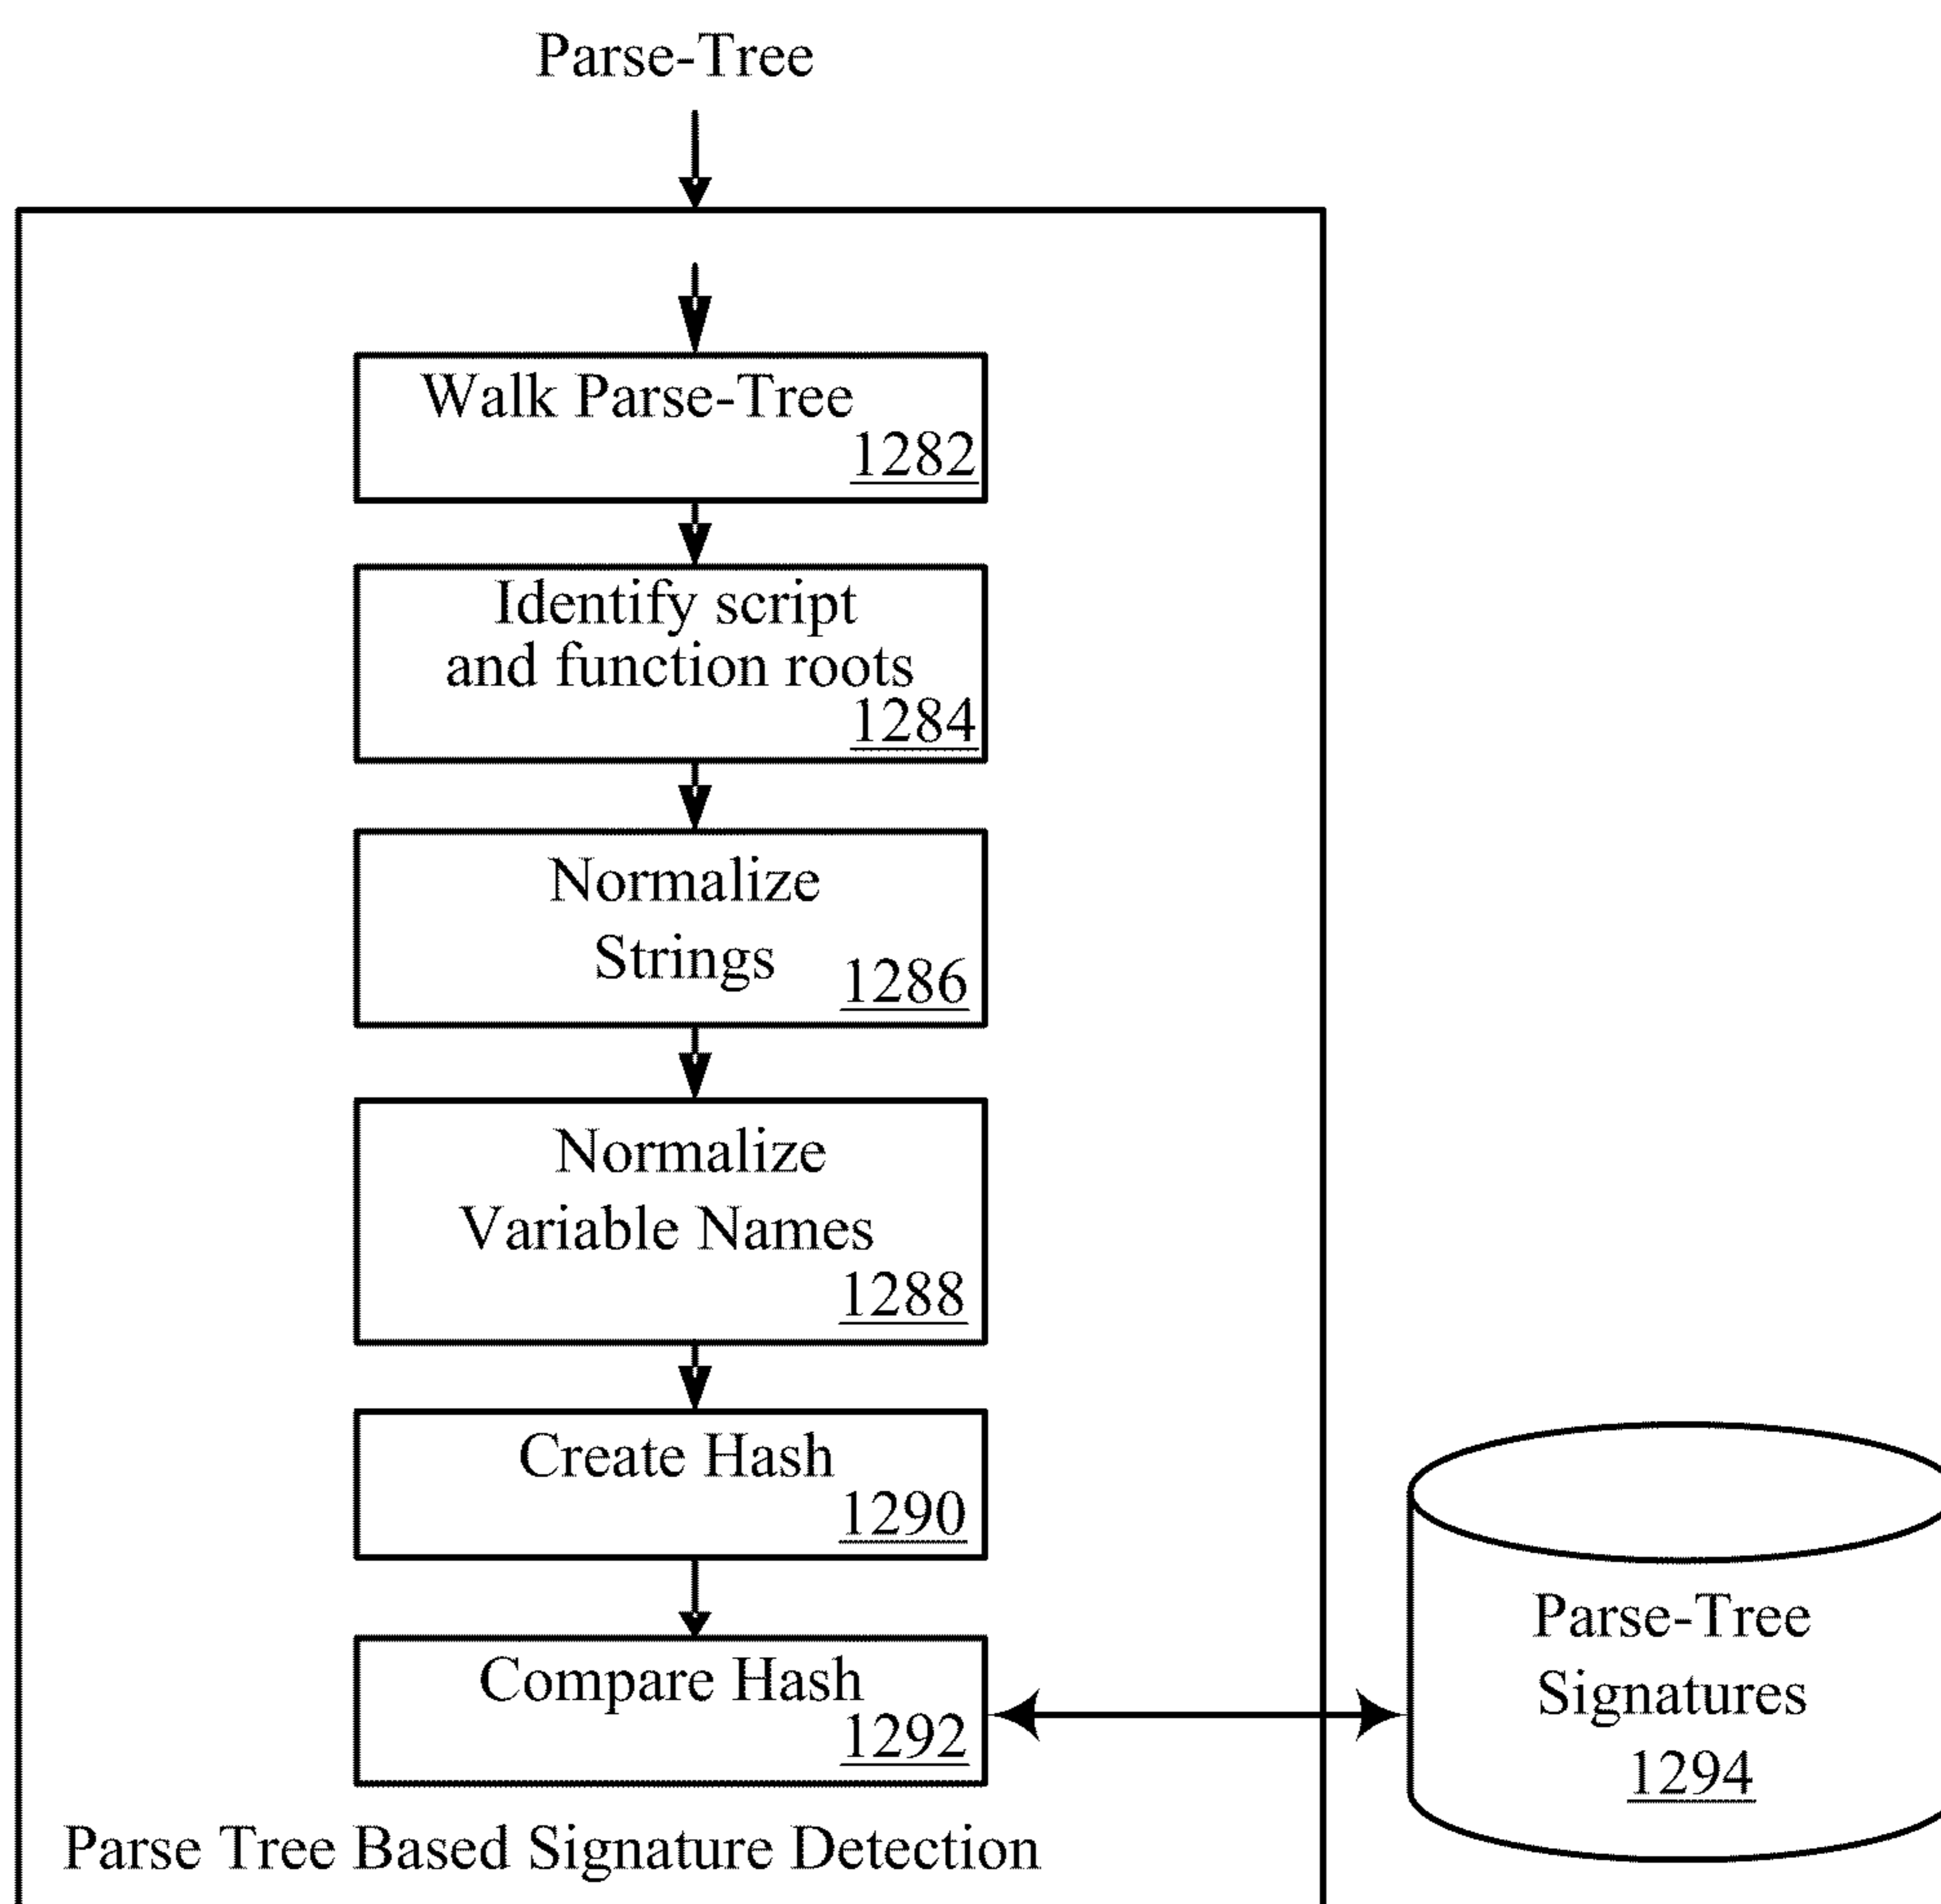 Parse-Tree
Walk Parse-Tree
1282
Identify script
and function roots
1284
Normalize
Strings
1286
Normalize
Variable Names
1288
Create Hash
1290
Compare Hash
1292
Parse Tree Based Signature Detection
Parse-Tree
Signatures
1294